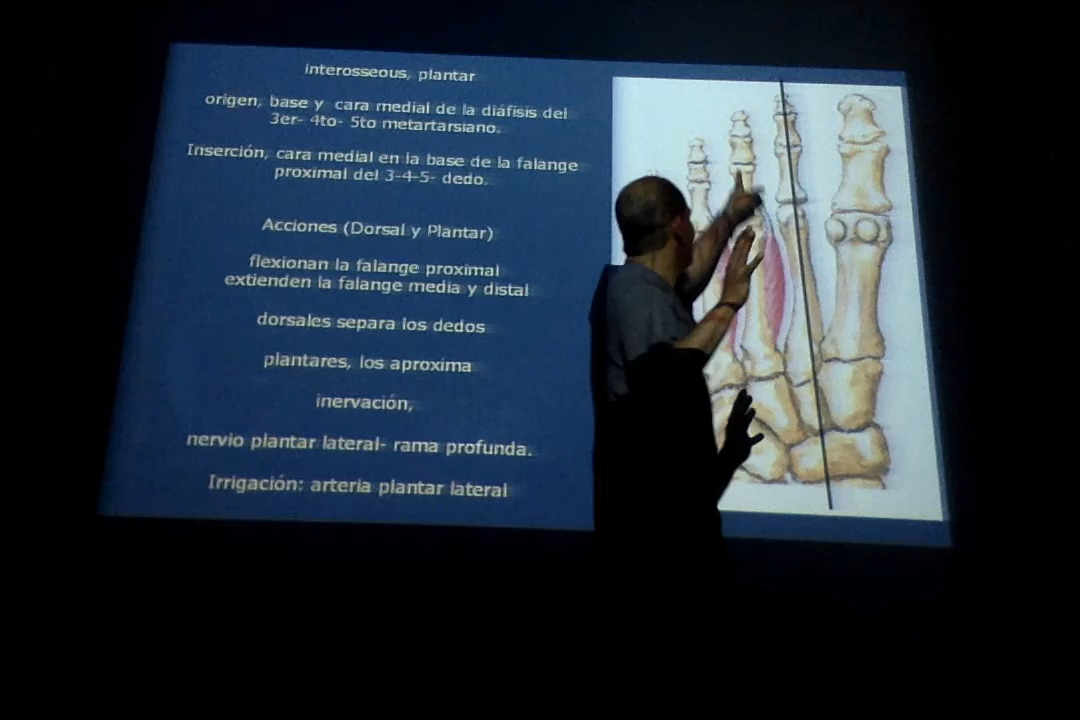 interosseous, plantar
origen, base y cara medial de la diáfisis del
3er- 4to- 5to metartarsiano.
Inserción, cara medial en la base de la falange
proximal del 3-4-5- dedo.
Acciones (Dorsal y Plantar)
flexionan la falange proximal
extienden la falange media y distal
dorsales separa los dedos
plantares, los aproxima
inervación,
nervio plantar lateral- rama profunda.
Irrigación: arteria plantar lateral